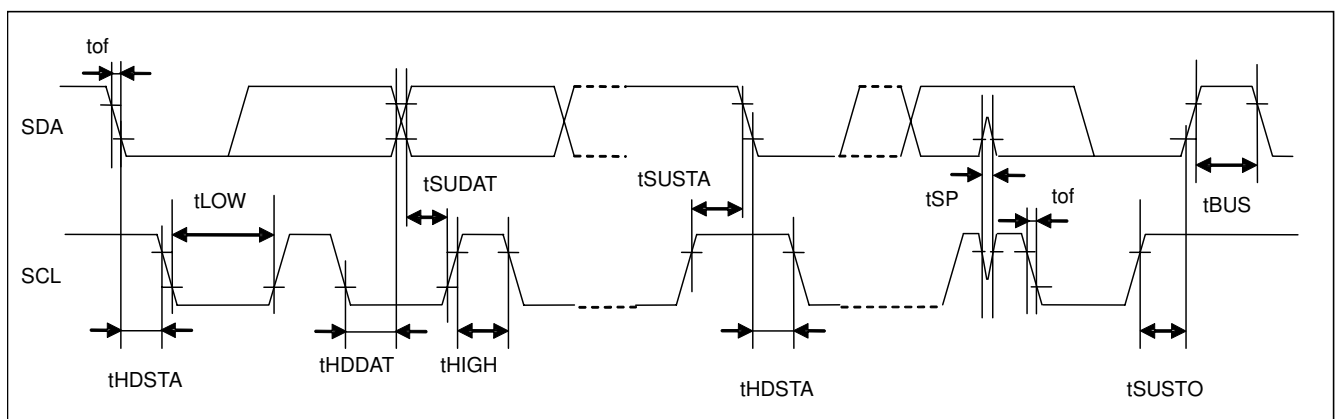 tof
SDA
tSUDAT
tSUSTA
tLOW
tSP
tof
tBUS
SCL
tHDSTA
tHDDAT
tHIGH
tHDSTA
tSUSTO